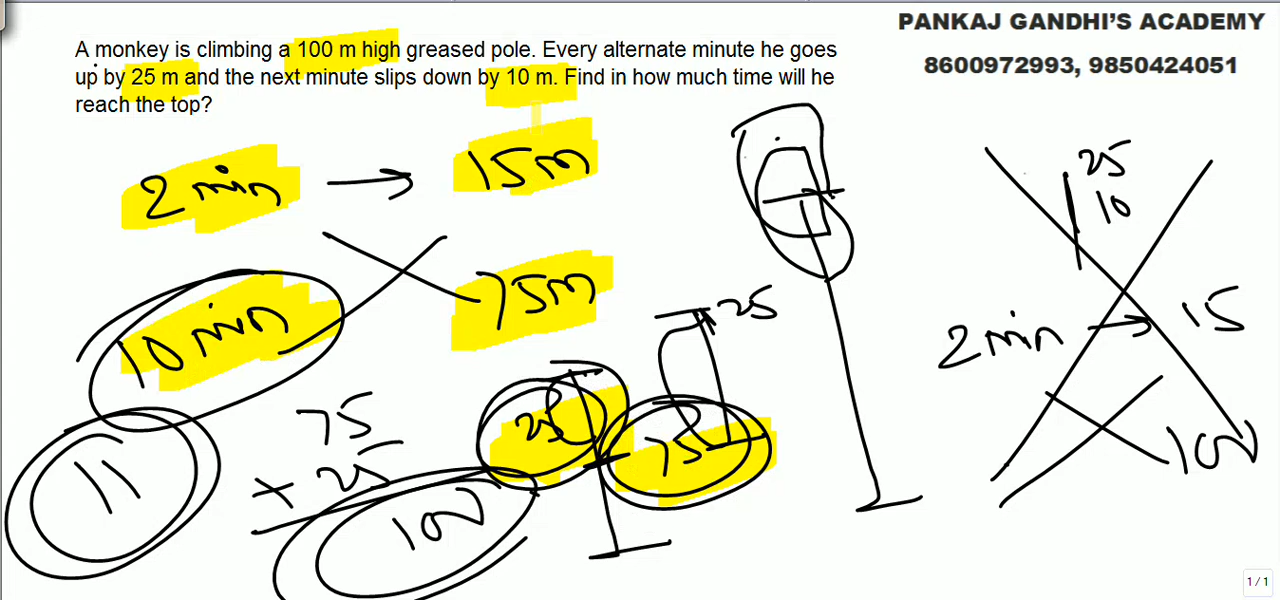 PANKAJ GANDHI'S ACADEMY
8600972993, 9850424051
A monkey is climbing a 100 m high greased pole. Every alternate minute he goes
up by 25 m and the next minute slips down by 10 m. Find in how much time will he
reach the top?
2 min → 15m
10 min 75m
11
75
+ 25
100
25
75
25
25
10
2 min → 15
100
1 / 1